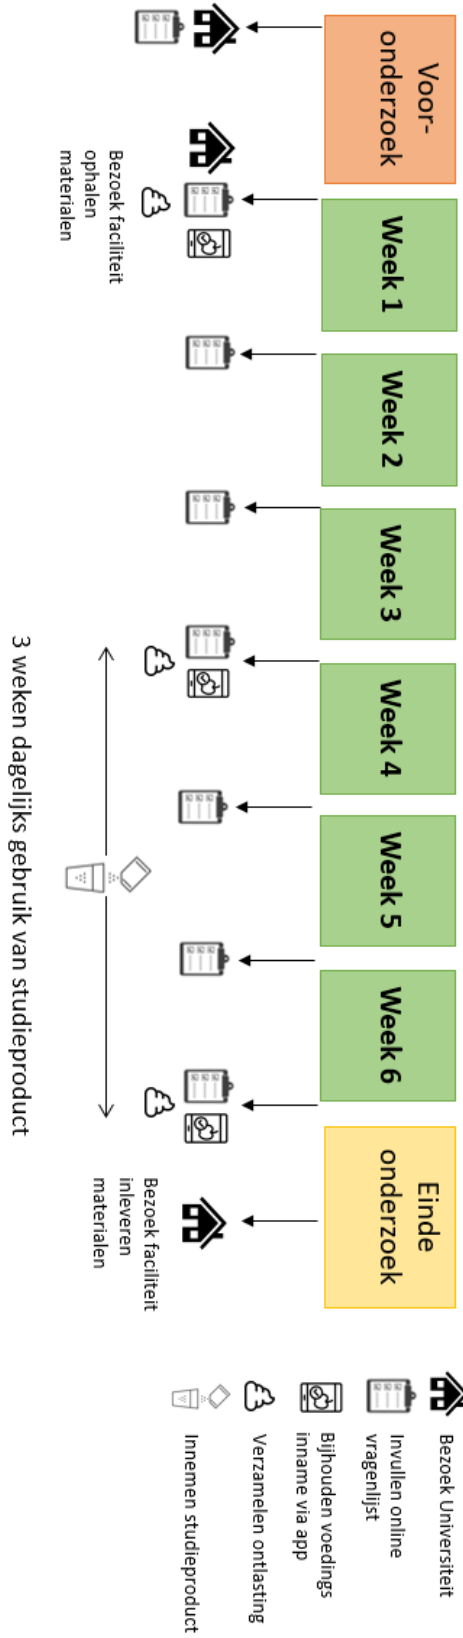 Voor-
onderzoek
Week 1
Week 2
Week 3
Week 4
Week 5
Week 6
Einde
onderzoek
Bezoek faciliteit
ophalen
materialen
Bezoek faciliteit
inleveren
materialen
3 weken dagelijks gebruik van studieproduct
Bezoek Universiteit
Invullen online
vragenlijst
Bijhouden voedings
inname via app
Verzamelen ontlasting
Innemen studieproduct